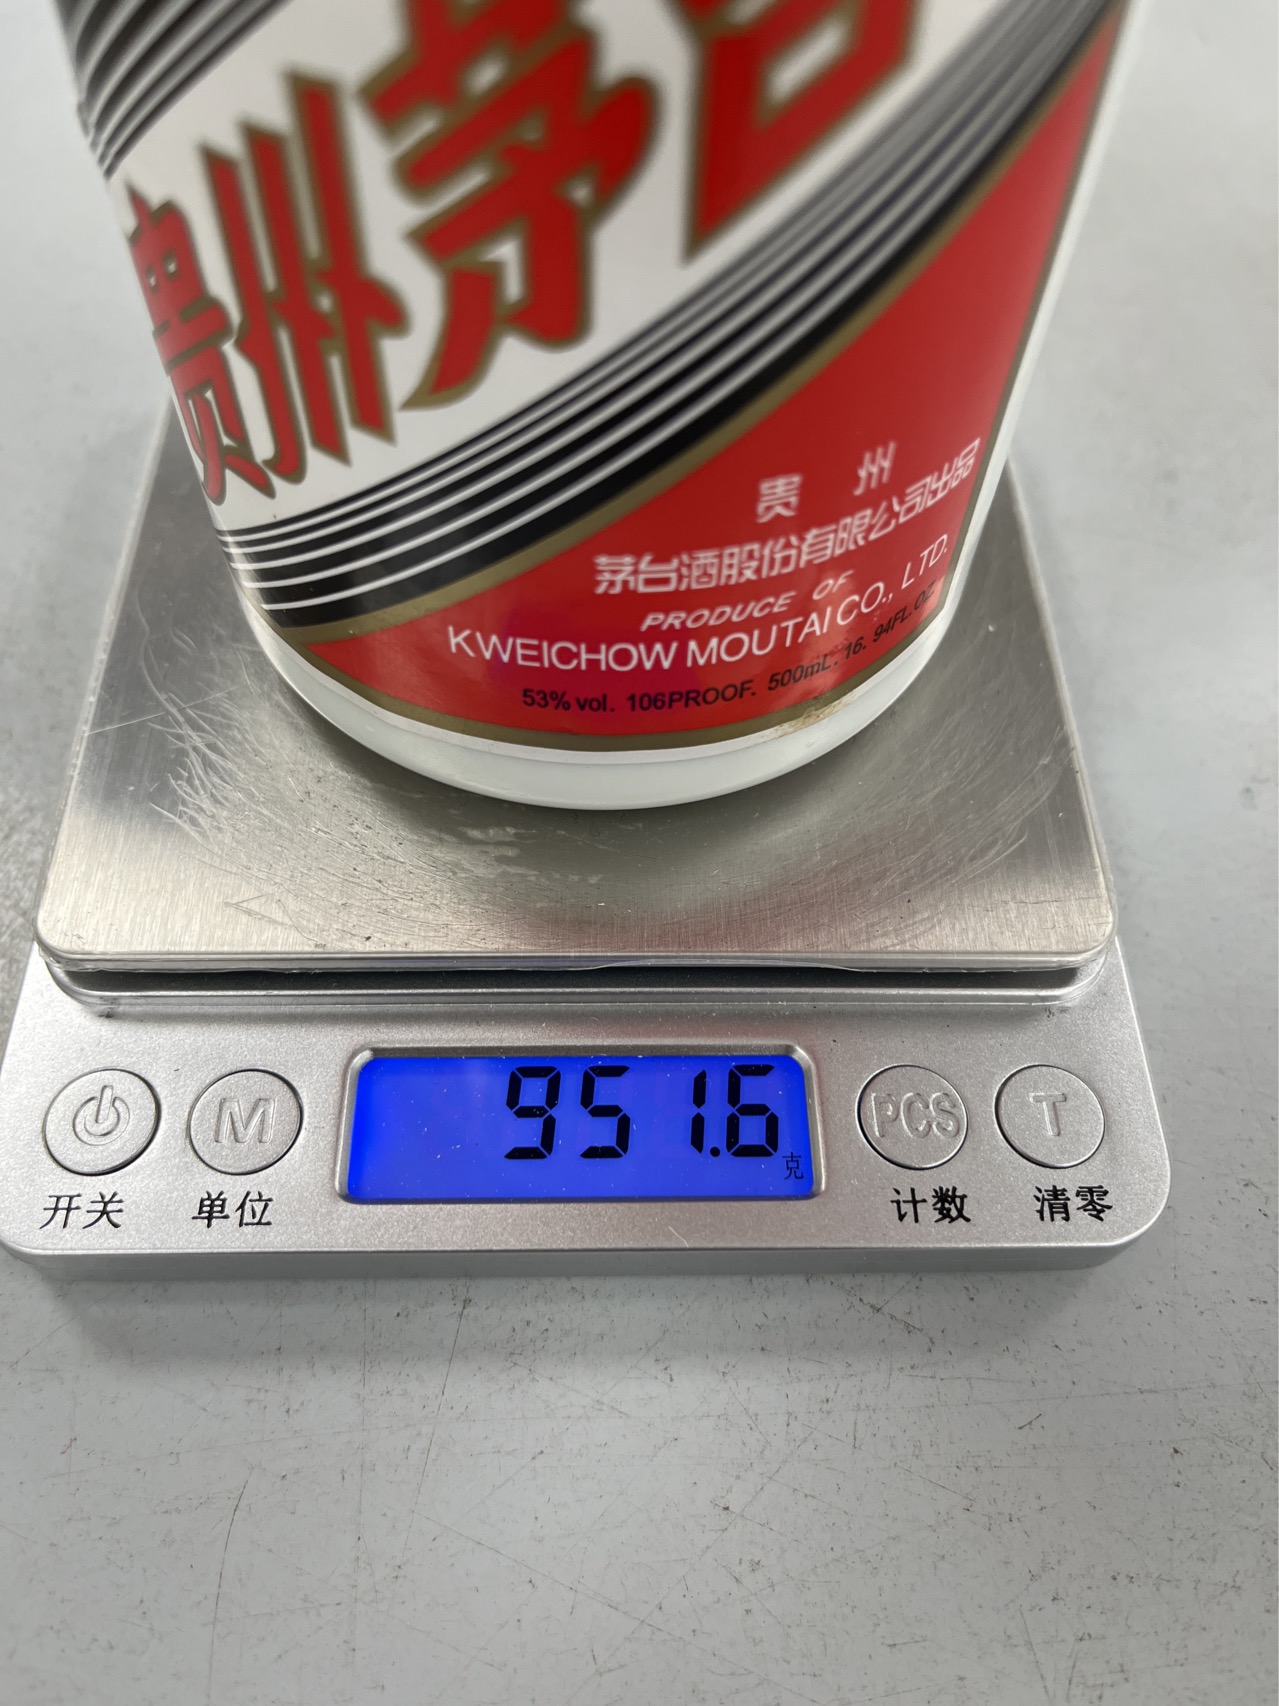 贵州茅台
贵州
茅台酒股份有限公司出品
PRODUCE OF
KWEICHOW MOUTAI CO., LTD.
53% vol. 106PROOF. 500mL. 16. 94FL.OZ
951.6
克
M
PCS
T
开关
单位
计数
清零